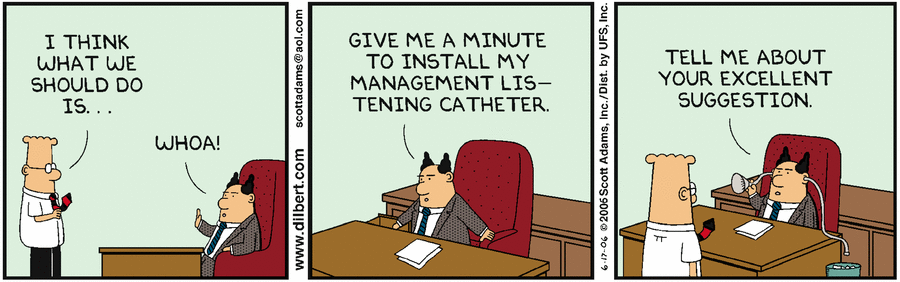 I THINK
WHAT WE
SHOULD DO
IS...
WHOA!
www.dilbert.com scottadams@aol.com
GIVE ME A MINUTE
TO INSTALL MY
MANAGEMENT LIS-
TENING CATHETER.
6-17-06 ©2006 Scott Adams, Inc./Dist. by UFS, Inc.
TELL ME ABOUT
YOUR EXCELLENT
SUGGESTION.